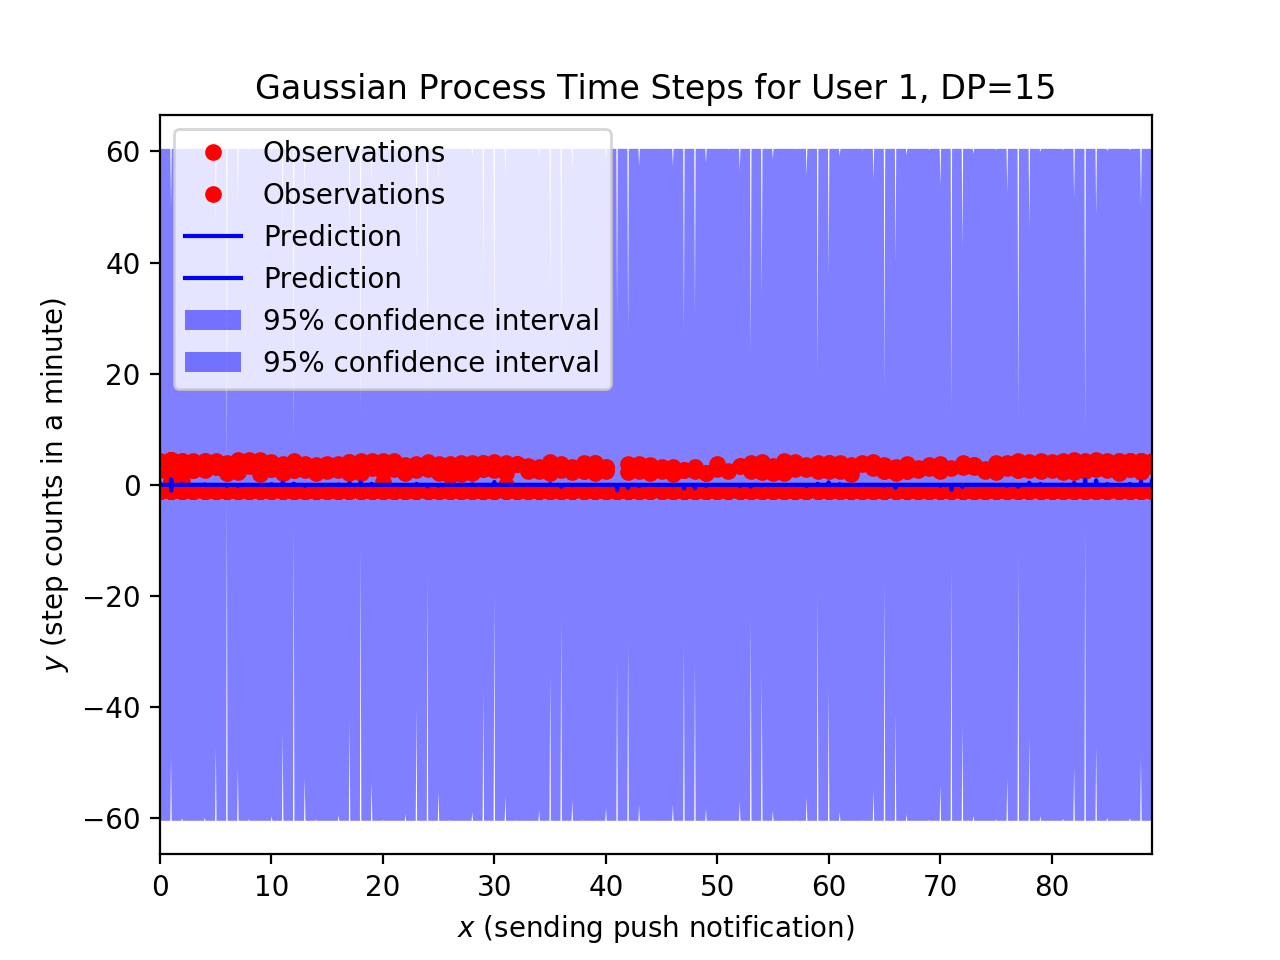 Gaussian Process Time Steps for User 1, DP=15
Observations
Observations
Prediction
Prediction
95% confidence interval
95% confidence interval
60
40
20
0
−20
−40
−60
y (step counts in a minute)
0 10 20 30 40 50 60 70 80
x (sending push notification)